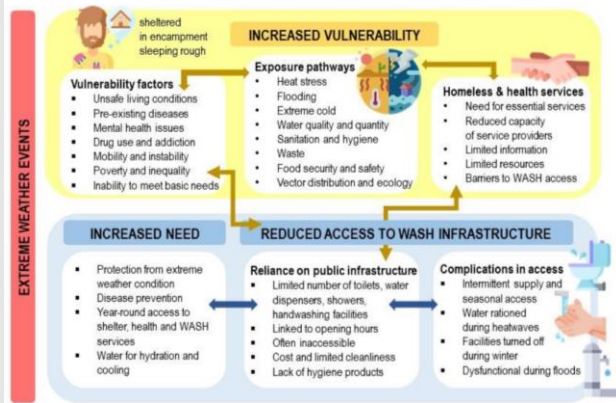 EXTREME WEATHER EVENTS
sheltered
in encampment
sleeping rough
INCREASED VULNERABILITY
Vulnerability factors
Unsafe living conditions
Pre-existing diseases
Mental health issues
Drug use and addiction
Mobility and instability
Poverty and inequality
Inability to meet basic needs
Exposure pathways
Heat stress
Flooding
Extreme cold
Water quality and quantity
Sanitation and hygiene
Waste
Food security and safety
Vector distribution and ecology
Homeless & health services
Need for essential services
Reduced capacity
of service providers
Limited information
Limited resources
Barriers to WASH access
INCREASED NEED
Protection from extreme
weather condition
Disease prevention
Year-round access to
shelter, health and WASH
services
Water for hydration and
cooling
REDUCED ACCESS TO WASH INFRASTRUCTURE
Reliance on public infrastructure
Limited number of toilets, water
dispensers, showers,
handwashing facilities
Linked to opening hours
Often inaccessible
Cost and limited cleanliness
Lack of hygiene products
Complications in access
Intermittent supply and
seasonal access
Water rationed
during heatwaves
Facilities turned off
during winter
Dysfunctional during floods